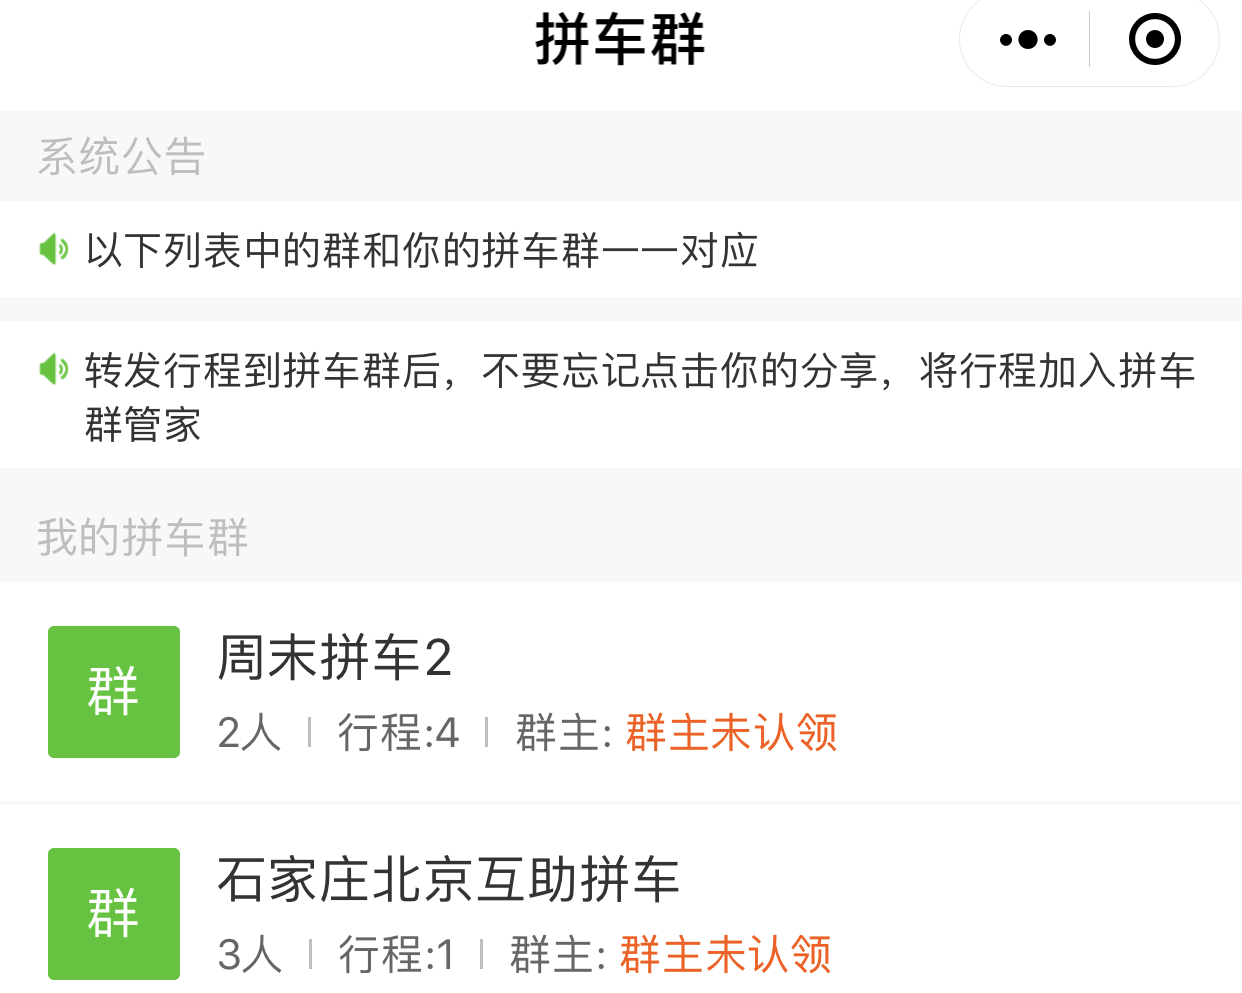 拼车群
系统公告
以下列表中的群和你的拼车群一一对应
转发行程到拼车群后，不要忘记点击你的分享，将行程加入拼车
群管家
我的拼车群
群
周末拼车2
2人 | 行程:4 | 群主: 群主未认领
群
石家庄北京互助拼车
3人 | 行程:1 | 群主: 群主未认领